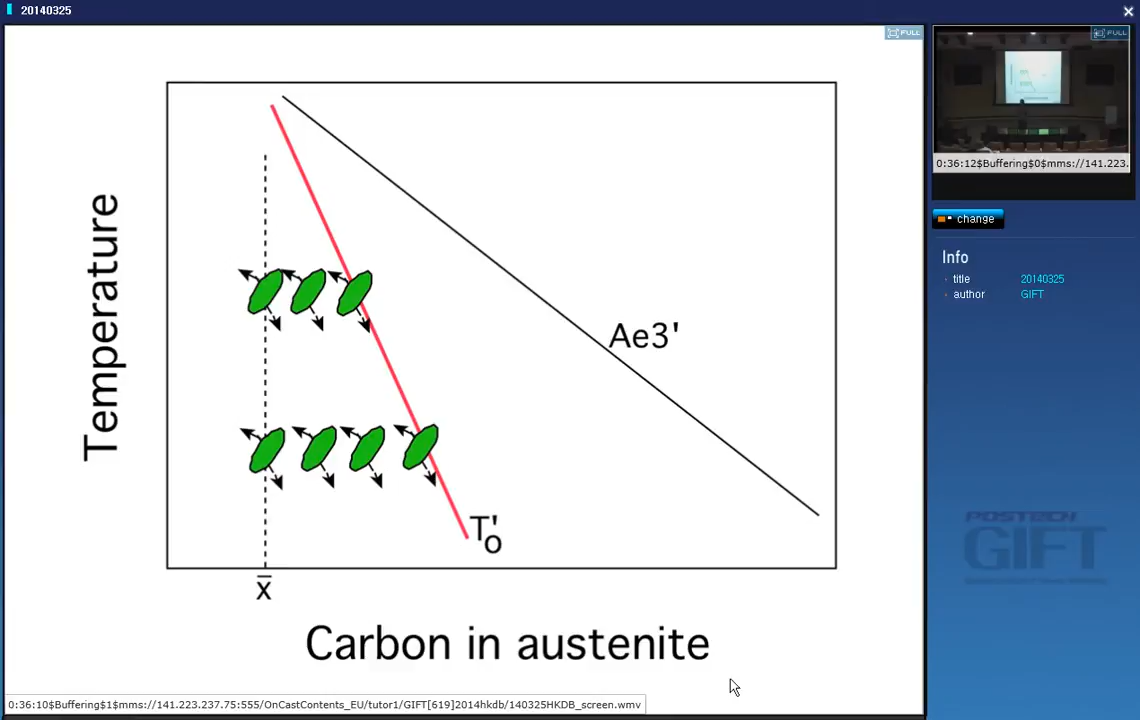 20140325
FULL
FULL
Temperature
Ae3'
T'o
x̄
Carbon in austenite
0:36:10$Buffering$1$mms://141.223.237.75:555/OnCastContents_EU/tutor1/GIFT[619]2014hkdb/140325HKDB_screen.wmv
0:36:12$Buffering$0$mms://141.223.
change
Info
title 20140325
author GIFT
POSTECH
GIFT